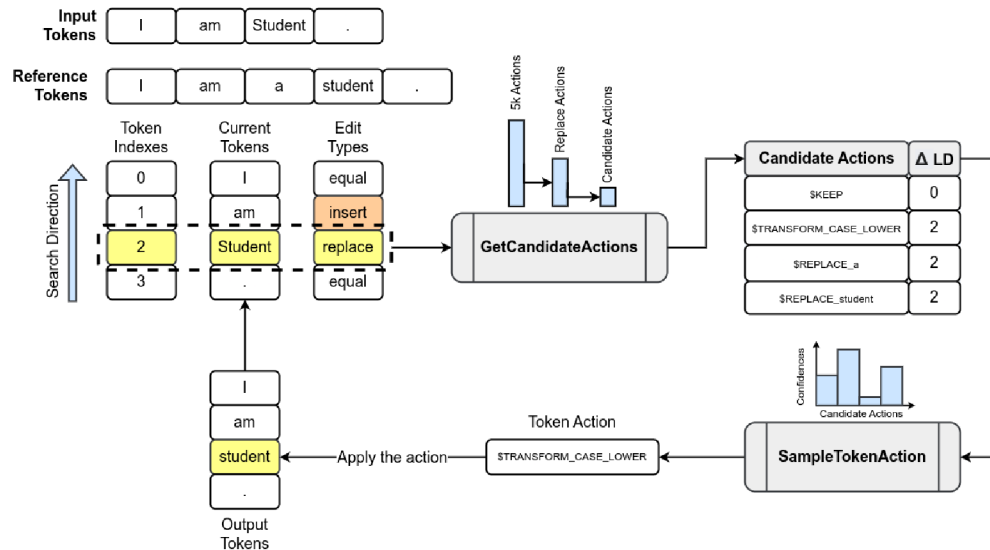 Input
Tokens
I
am
Student
.
Reference
Tokens
I
am
a
student
.
Token
Indexes
Current
Tokens
Edit
Types
Search Direction
0
I
equal
1
am
insert
2
Student
replace
3
.
equal
5k Actions
Replace Actions
Candidate Actions
GetCandidateActions
Candidate Actions
Δ LD
$KEEP
0
$TRANSFORM_CASE_LOWER
2
$REPLACE_a
2
$REPLACE_student
2
Confidences
Candidate Actions
SampleTokenAction
Token Action
$TRANSFORM_CASE_LOWER
Apply the action
I
am
student
.
Output
Tokens